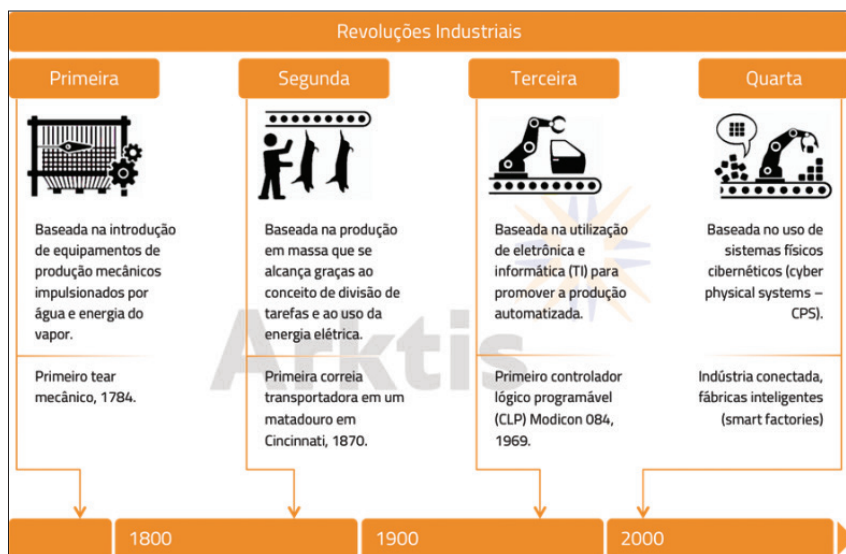 Revoluções Industriais
Primeira
Baseada na introdução
de equipamentos de
produção mecânicos
impulsionados por
água e energia do
vapor.
Primeiro tear
mecânico, 1784.
Segunda
Baseada na produção
em massa que se
alcança graças ao
conceito de divisão de
tarefas e ao uso da
energia elétrica.
Primeira correia
transportadora em um
matadouro em
Cincinnati, 1870.
Terceira
Baseada na utilização
de eletrônica e
informática (TI) para
promover a produção
automatizada.
Primeiro controlador
lógico programável
(CLP) Modicon 084,
1969.
Quarta
Baseada no uso de
sistemas físicos
cibernéticos (cyber
physical systems –
CPS).
Indústria conectada,
fábricas inteligentes
(smart factories)
Arktis
1800
1900
2000